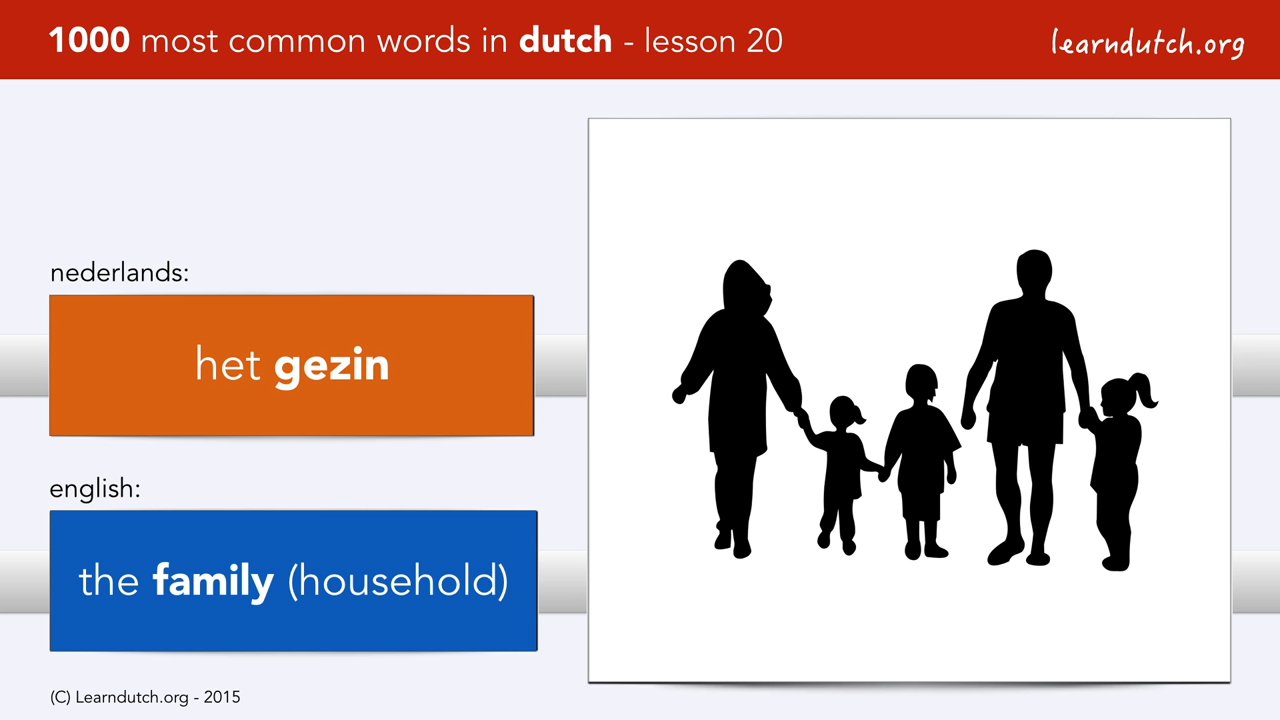 1000 most common words in dutch - lesson 20
learndutch.org
nederlands:
het gezin
english:
the family (household)
(C) Learndutch.org - 2015